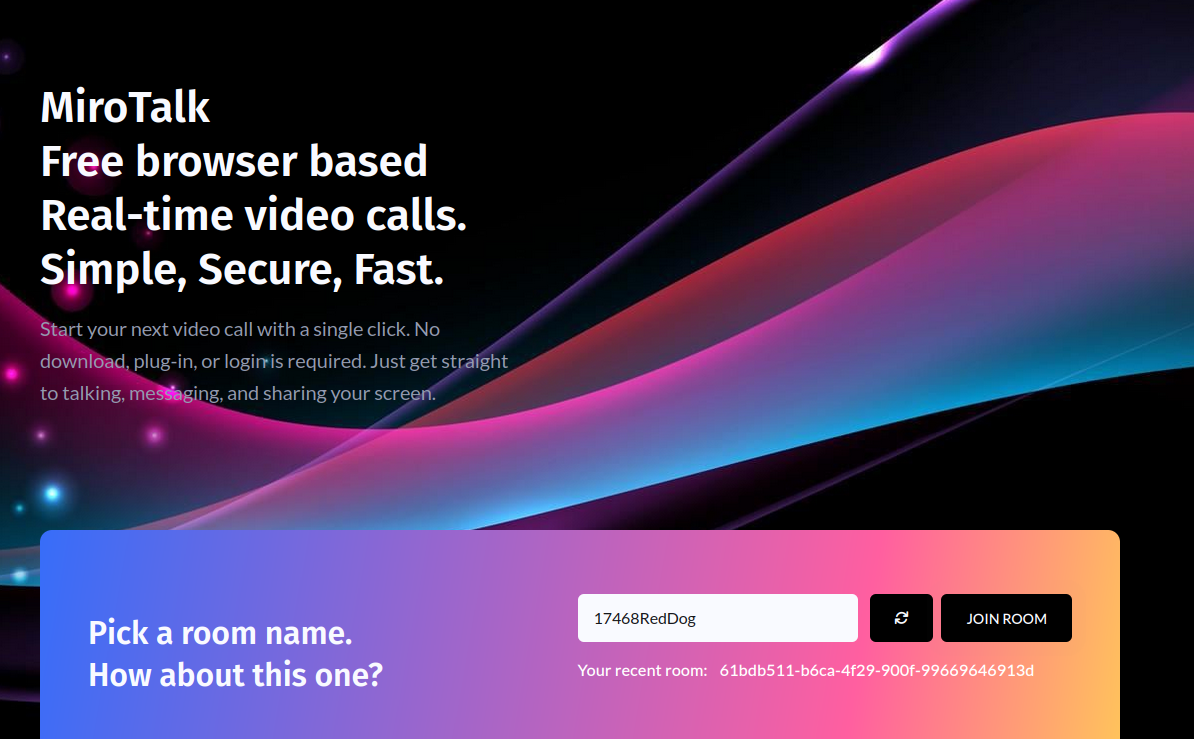 MiroTalk
Free browser based
Real-time video calls.
Simple, Secure, Fast.
Start your next video call with a single click. No
download, plug-in, or login is required. Just get straight
to talking, messaging, and sharing your screen.
Pick a room name.
How about this one?
17468RedDog
JOIN ROOM
Your recent room: 61bdb511-b6ca-4f29-900f-99669646913d